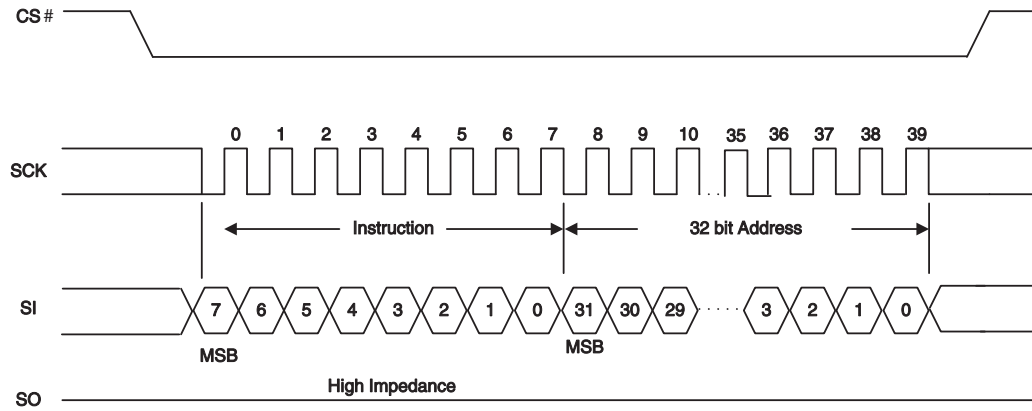 CS #
0 1 2 3 4 5 6 7 8 9 10 35 36 37 38 39
SCK
Instruction 32 bit Address
SI 7 6 5 4 3 2 1 0 31 30 29 3 2 1 0
MSB MSB
High Impedance
SO